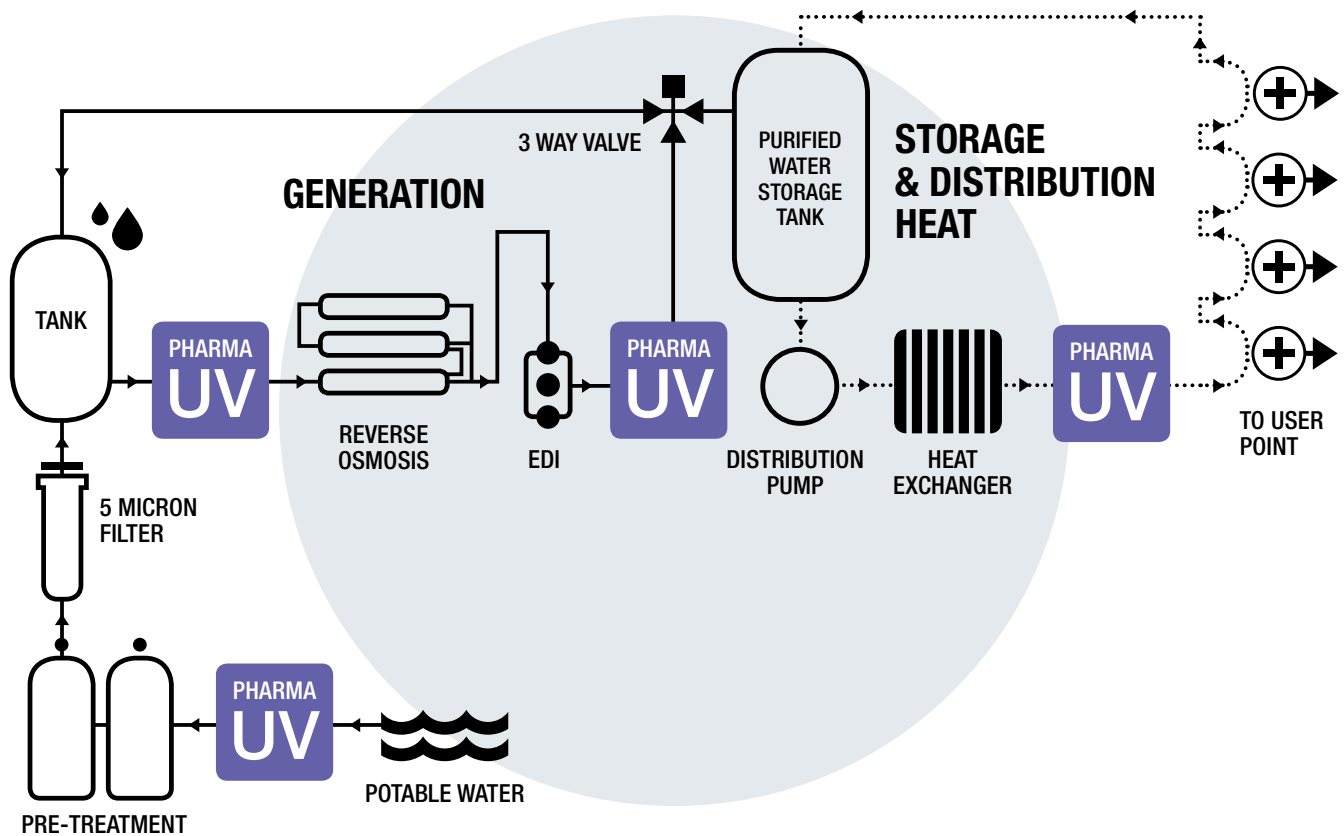 3 WAY VALVE
PURIFIED
WATER
STORAGE
TANK
STORAGE
& DISTRIBUTION
HEAT
GENERATION
TANK
PHARMA
UV
REVERSE
OSMOSIS
EDI
PHARMA
UV
DISTRIBUTION
PUMP
HEAT
EXCHANGER
PHARMA
UV
TO USER
POINT
5 MICRON
FILTER
PHARMA
UV
POTABLE WATER
PRE-TREATMENT